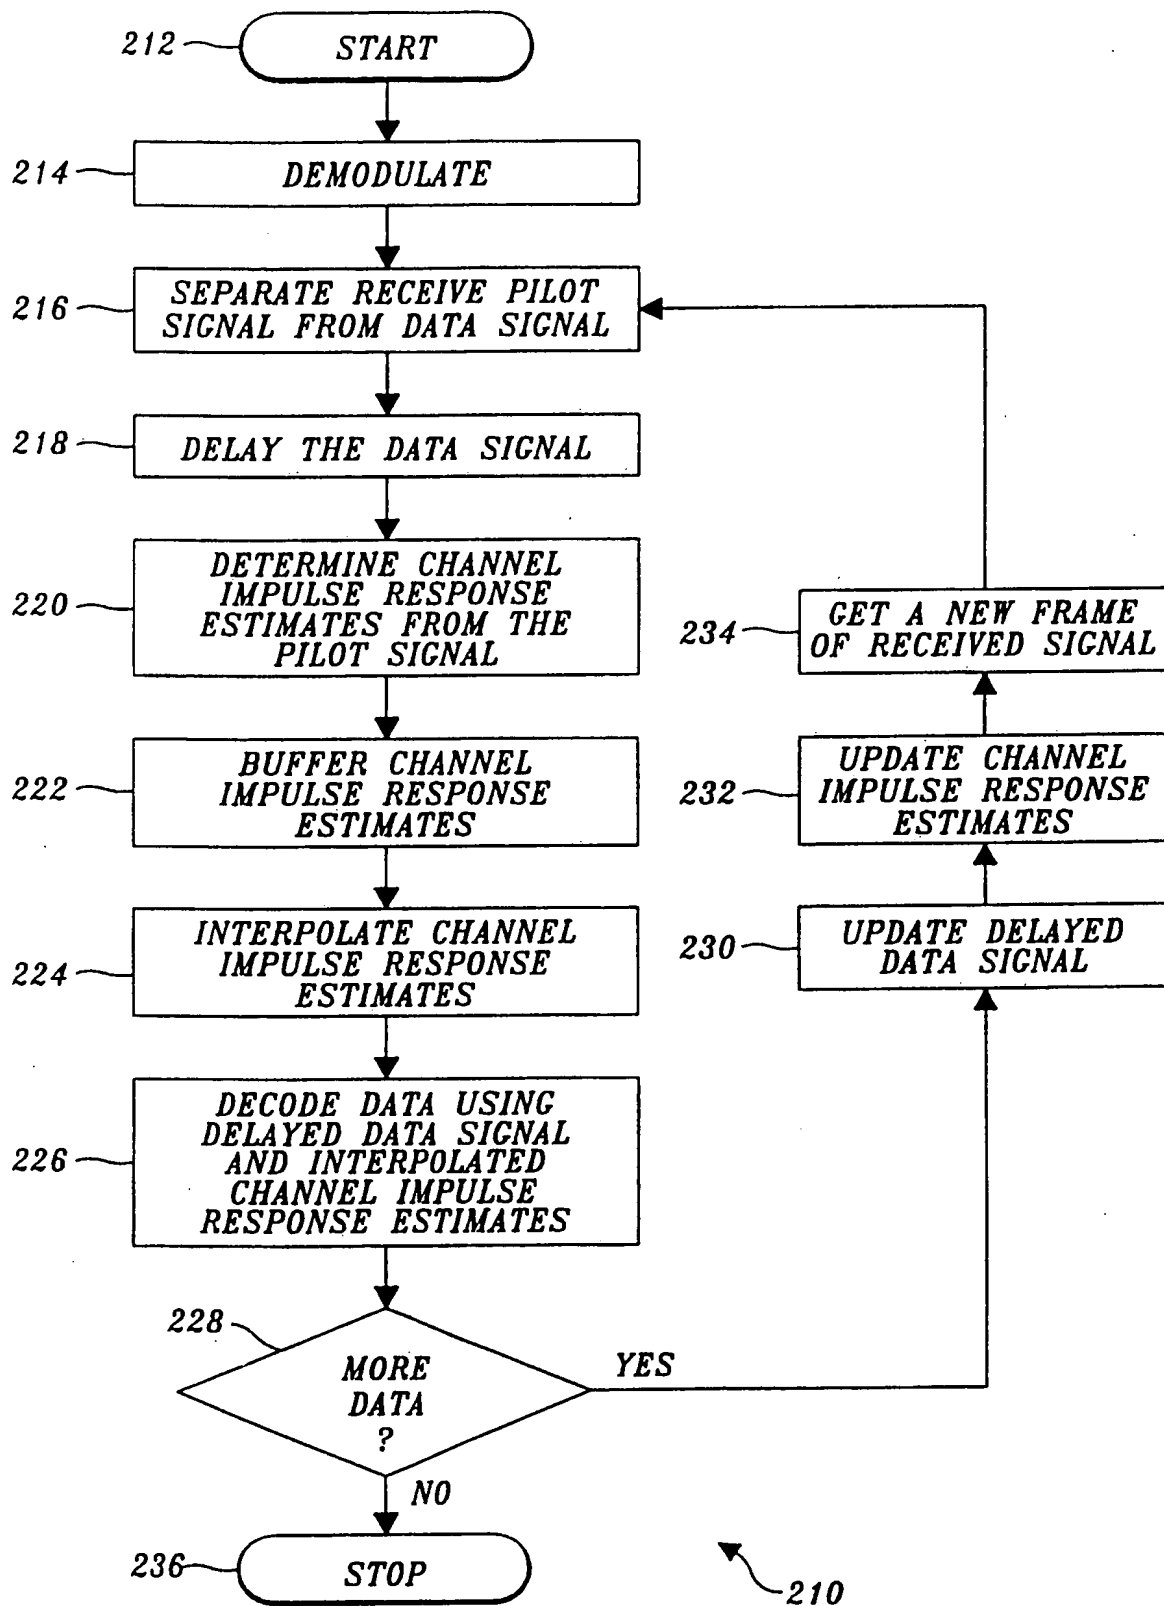 212
START
214
DEMODULATE
216
SEPARATE RECEIVE PILOT
SIGNAL FROM DATA SIGNAL
218
DELAY THE DATA SIGNAL
220
DETERMINE CHANNEL
IMPULSE RESPONSE
ESTIMATES FROM THE
PILOT SIGNAL
222
BUFFER CHANNEL
IMPULSE RESPONSE
ESTIMATES
224
INTERPOLATE CHANNEL
IMPULSE RESPONSE
ESTIMATES
226
DECODE DATA USING
DELAYED DATA SIGNAL
AND INTERPOLATED
CHANNEL IMPULSE
RESPONSE ESTIMATES
228
MORE
DATA
?
YES
NO
236
STOP
234
GET A NEW FRAME
OF RECEIVED SIGNAL
232
UPDATE CHANNEL
IMPULSE RESPONSE
ESTIMATES
230
UPDATE DELAYED
DATA SIGNAL
210